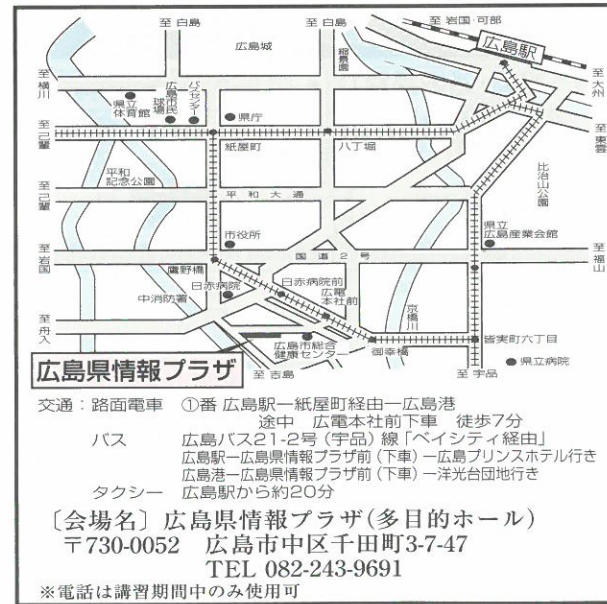 至白島
至白島
至岩国・可部
広島城
縮景園
広島駅
至横川
県立体育館
広島市民球場
バスセンター
県庁
至大州
至己斐
紙屋町
八丁堀
至東雲
平和記念公園
比治山公園
至己斐
平和大通
県立広島産業会館
市役所
至岩国
国道2号
至福山
鷹野橋
日赤病院
日赤病院前
中消防署
広電本社前
京橋川
至舟入
広島市総合健康センター
御幸橋
皆実町六丁目
県立病院
至吉島
至宇品
広島県情報プラザ
交通:路面電車 ①番 広島駅―紙屋町経由―広島港
途中 広電本社前下車 徒歩7分
バス 広島バス21-2号(宇品)線「ベイシティ経由」
広島駅―広島県情報プラザ前(下車)―広島プリンスホテル行き
広島港―広島県情報プラザ前(下車)―洋光台団地行き
タクシー 広島駅から約20分
〔会場名〕広島県情報プラザ(多目的ホール)
〒730-0052 広島市中区千田町3-7-47
TEL 082-243-9691
※電話は講習期間中のみ使用可